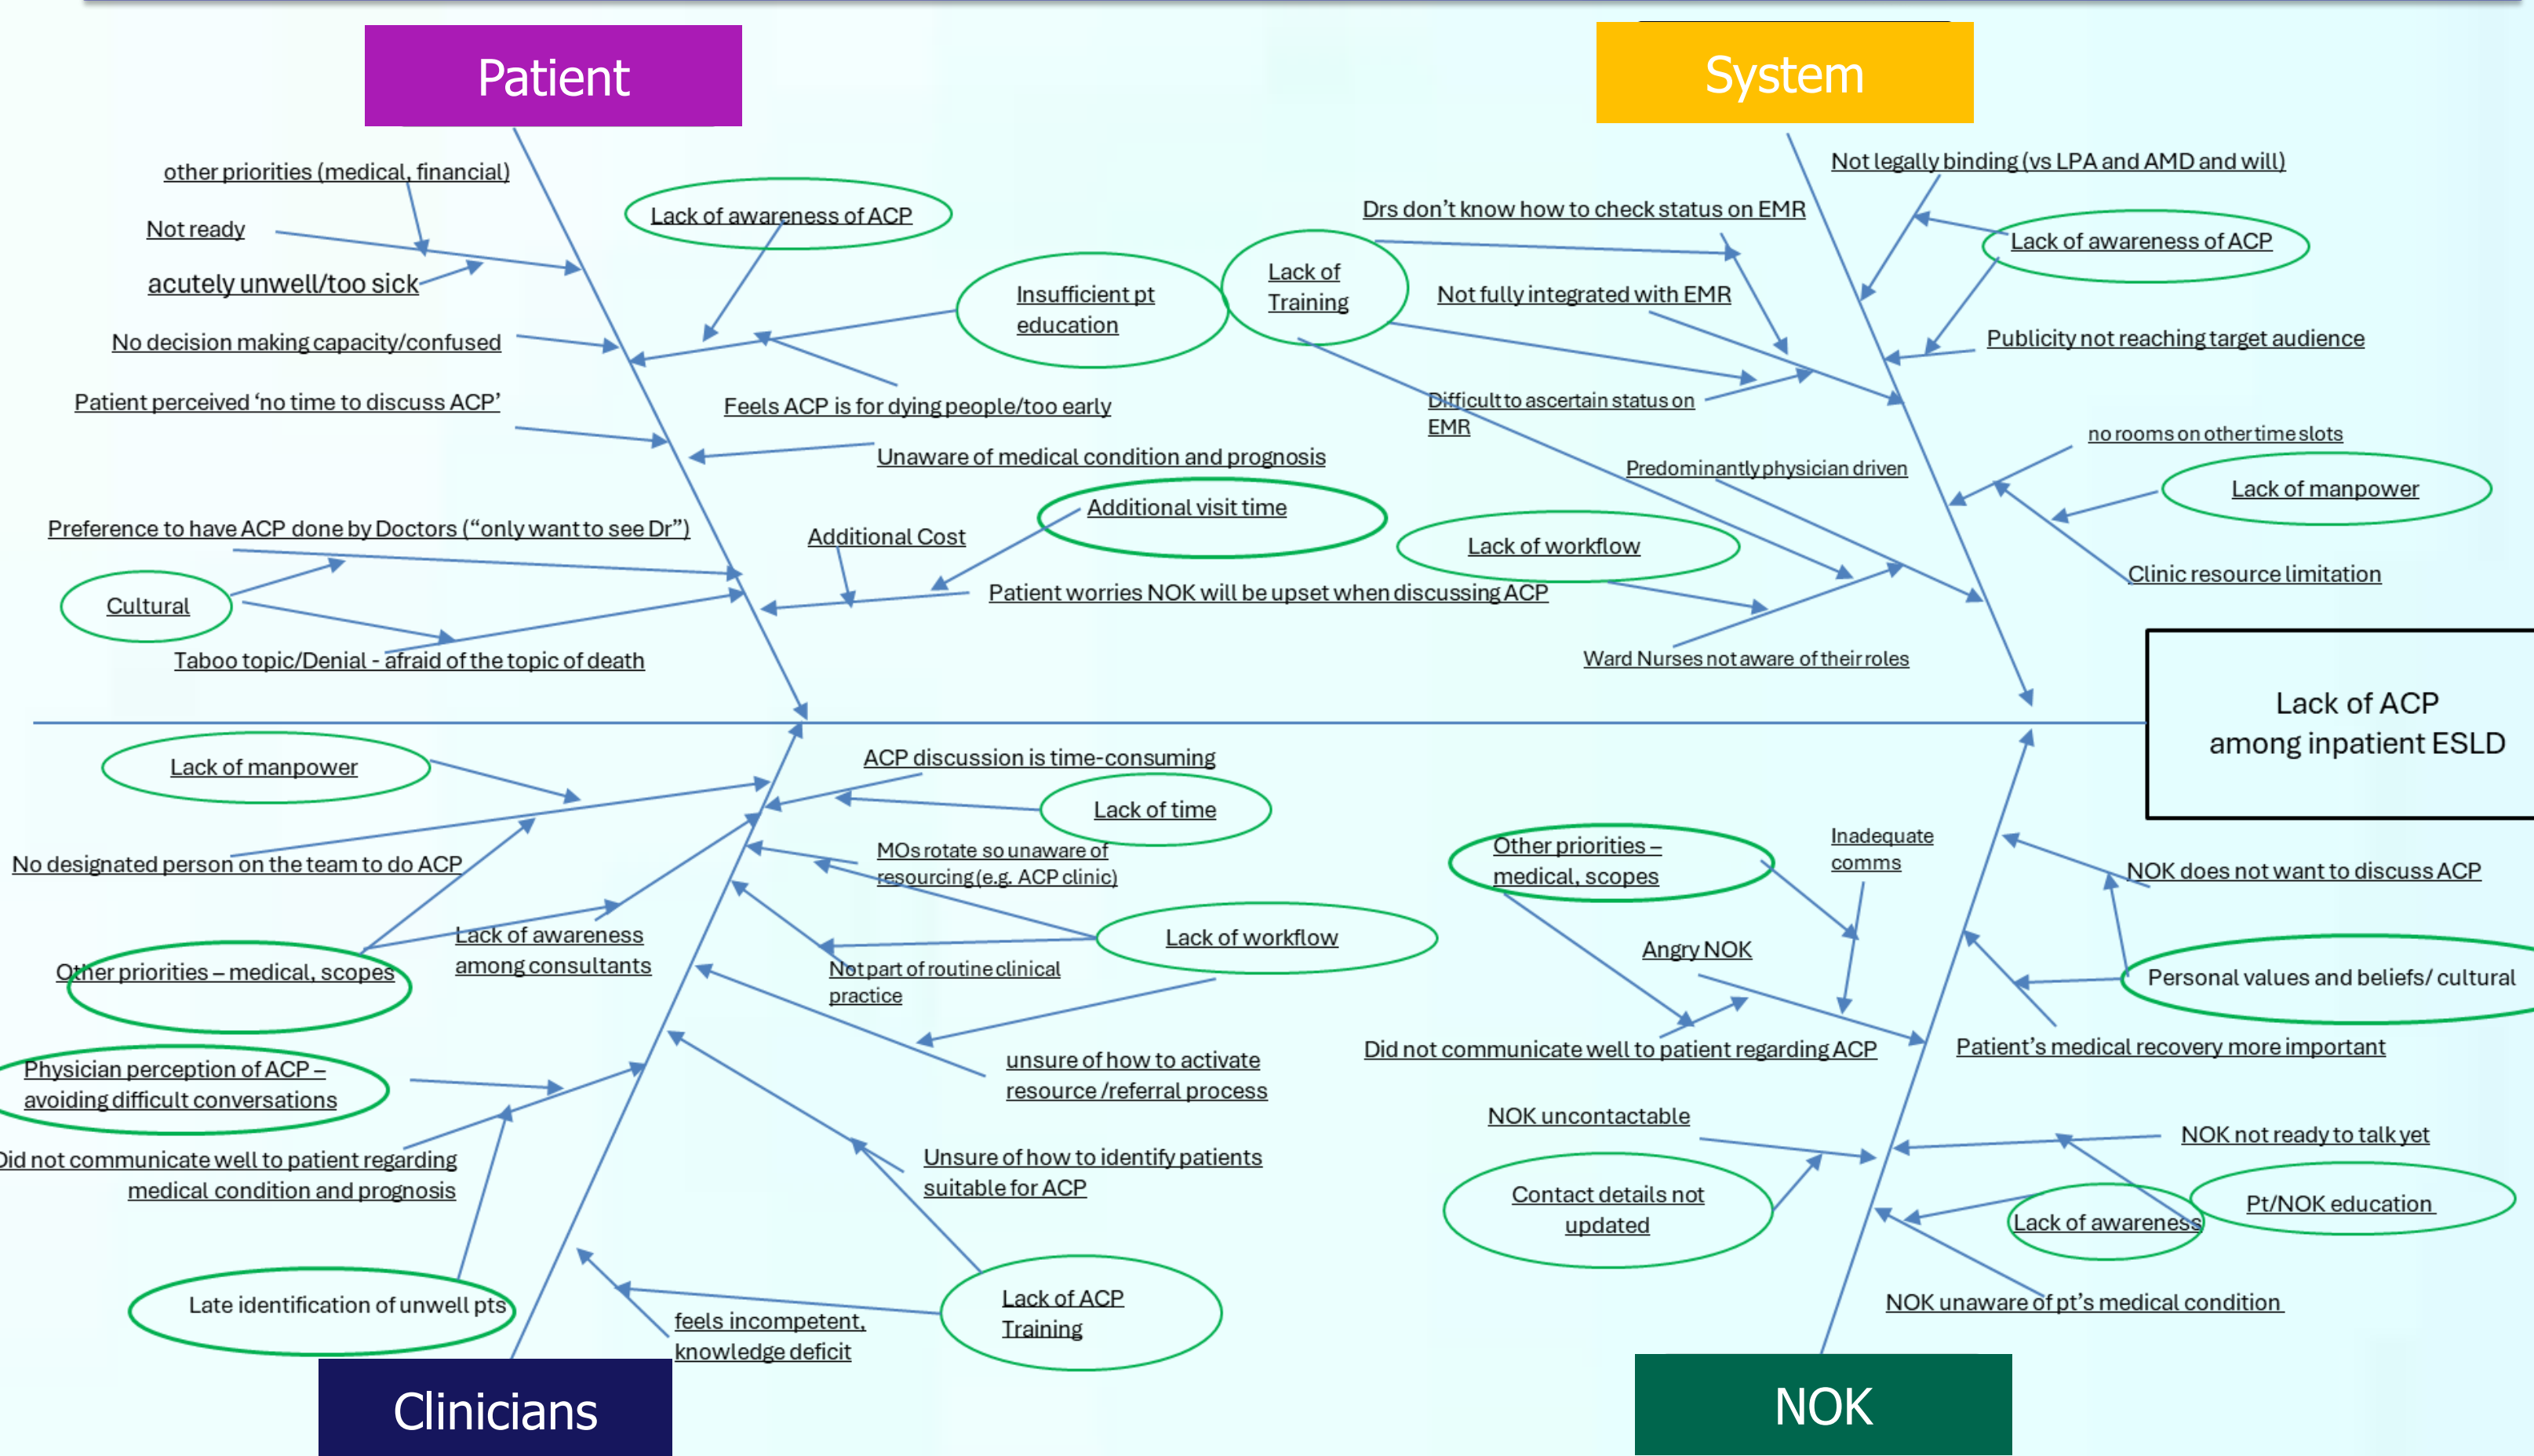 Patient
System
other priorities (medical, financial)
Not ready
acutely unwell/too sick
Lack of awareness of ACP
Insufficient pt
education
No decision making capacity/confused
Feels ACP is for dying people/too early
Patient perceived ‘no time to discuss ACP’
Unaware of medical condition and prognosis
Preference to have ACP done by Doctors (“only want to see Dr”)
Additional Cost
Additional visit time
Cultural
Patient worries NOK will be upset when discussing ACP
Taboo topic/Denial - afraid of the topic of death
Not legally binding (vs LPA and AMD and will)
Drs don’t know how to check status on EMR
Lack of awareness of ACP
Lack of
Training
Not fully integrated with EMR
Publicity not reaching target audience
Difficult to ascertain status on
EMR
no rooms on other time slots
Predominantly physician driven
Lack of manpower
Lack of workflow
Clinic resource limitation
Ward Nurses not aware of their roles
Lack of ACP
among inpatient ESLD
Lack of manpower
ACP discussion is time-consuming
Lack of time
No designated person on the team to do ACP
MOs rotate so unaware of
resourcing (e.g. ACP clinic)
Lack of awareness
among consultants
Lack of workflow
Other priorities – medical, scopes
Not part of routine clinical
practice
Physician perception of ACP –
avoiding difficult conversations
unsure of how to activate
resource /referral process
Did not communicate well to patient regarding
medical condition and prognosis
Unsure of how to identify patients
suitable for ACP
Late identification of unwell pts
feels incompetent,
knowledge deficit
Lack of ACP
Training
Clinicians
Other priorities –
medical, scopes
Inadequate
comms
NOK does not want to discuss ACP
Angry NOK
Personal values and beliefs/ cultural
Did not communicate well to patient regarding ACP
Patient’s medical recovery more important
NOK uncontactable
NOK not ready to talk yet
Contact details not
updated
Lack of awareness
Pt/NOK education
NOK unaware of pt’s medical condition
NOK